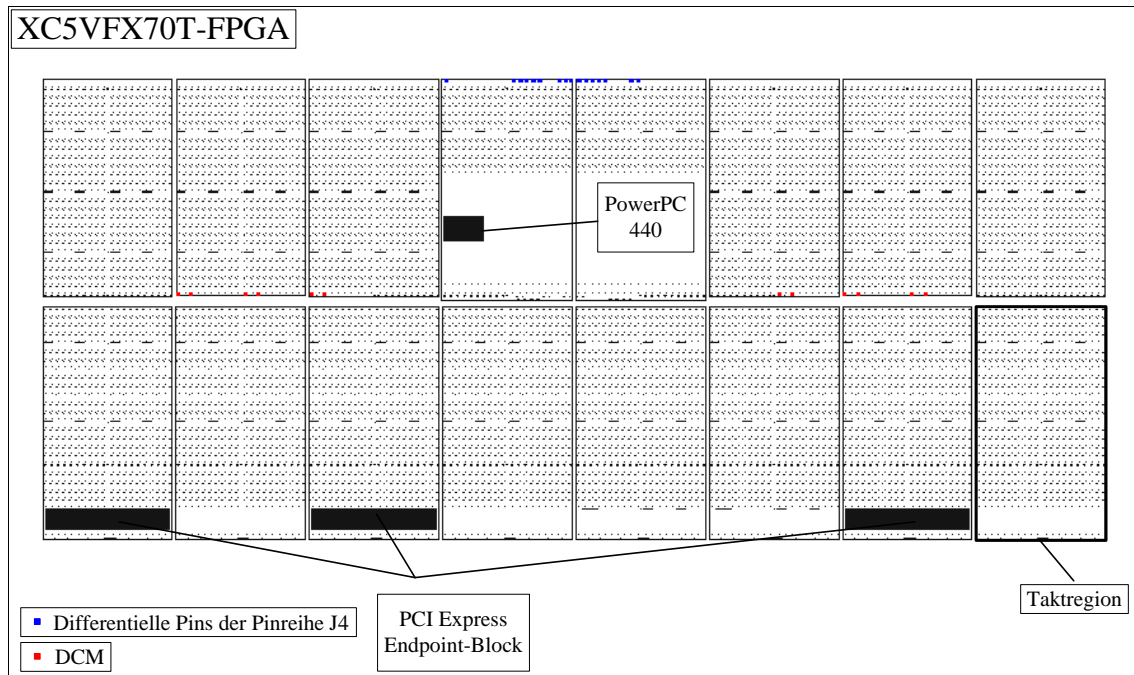 XC5VFX70T-FPGA
PowerPC
440
Taktregion
PCI Express
Endpoint-Block
Differentielle Pins der Pinreihe J4
DCM